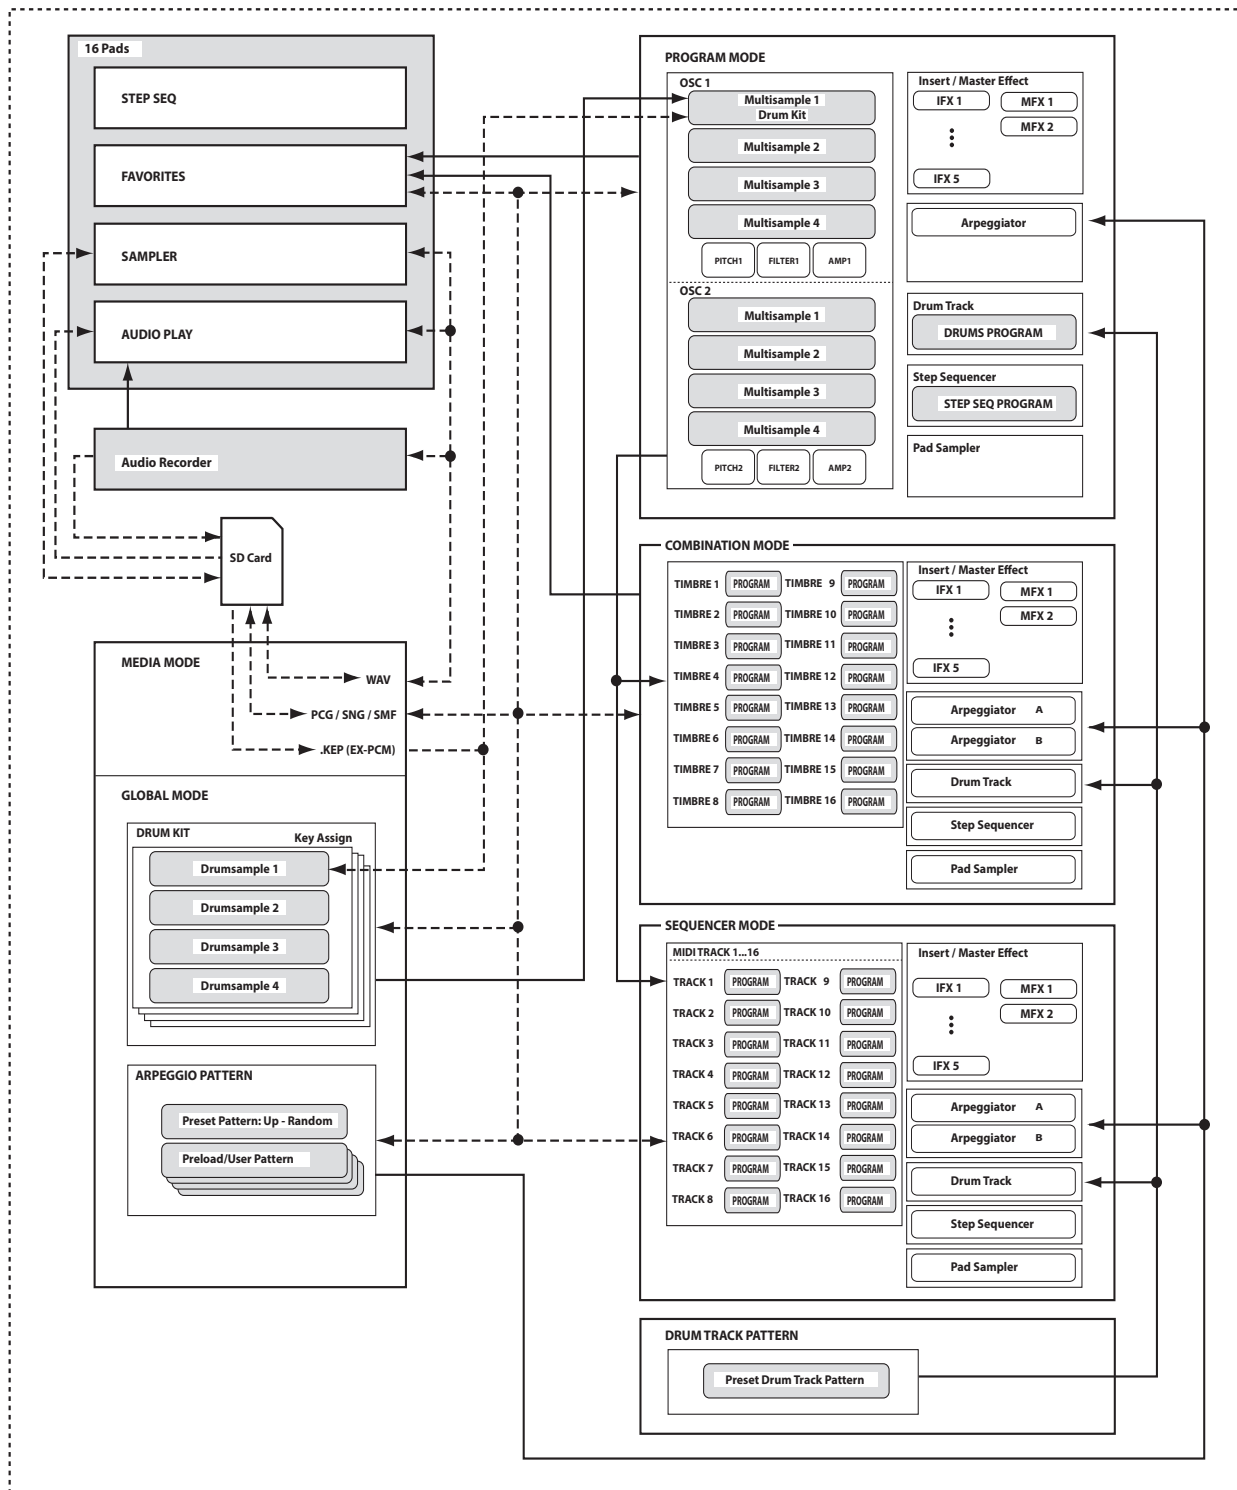 16 Pads
STEP SEQ
FAVORITES
SAMPLER
AUDIO PLAY
Audio Recorder
SD Card
MEDIA MODE
WAV
PCG / SNG / SMF
.KEP (EX-PCM)
GLOBAL MODE
DRUM KIT
Key Assign
Drumsample 1
Drumsample 2
Drumsample 3
Drumsample 4
ARPEGGIO PATTERN
Preset Pattern: Up - Random
Preload/User Pattern
PROGRAM MODE
OSC 1
Multisample 1
Drum Kit
Multisample 2
Multisample 3
Multisample 4
PITCH1 FILTER1 AMP1
OSC 2
Multisample 1
Multisample 2
Multisample 3
Multisample 4
PITCH2 FILTER2 AMP2
Insert / Master Effect
IFX 1 MFX 1
MFX 2
IFX 5
Arpeggiator
Drum Track
DRUMS PROGRAM
Step Sequencer
STEP SEQ PROGRAM
Pad Sampler
COMBINATION MODE
TIMBRE 1 PROGRAM TIMBRE 9 PROGRAM
TIMBRE 2 PROGRAM TIMBRE 10 PROGRAM
TIMBRE 3 PROGRAM TIMBRE 11 PROGRAM
TIMBRE 4 PROGRAM TIMBRE 12 PROGRAM
TIMBRE 5 PROGRAM TIMBRE 13 PROGRAM
TIMBRE 6 PROGRAM TIMBRE 14 PROGRAM
TIMBRE 7 PROGRAM TIMBRE 15 PROGRAM
TIMBRE 8 PROGRAM TIMBRE 16 PROGRAM
Insert / Master Effect
IFX 1 MFX 1
MFX 2
IFX 5
Arpeggiator A
Arpeggiator B
Drum Track
Step Sequencer
Pad Sampler
SEQUENCER MODE
MIDI TRACK 1...16
TRACK 1 PROGRAM TRACK 9 PROGRAM
TRACK 2 PROGRAM TRACK 10 PROGRAM
TRACK 3 PROGRAM TRACK 11 PROGRAM
TRACK 4 PROGRAM TRACK 12 PROGRAM
TRACK 5 PROGRAM TRACK 13 PROGRAM
TRACK 6 PROGRAM TRACK 14 PROGRAM
TRACK 7 PROGRAM TRACK 15 PROGRAM
TRACK 8 PROGRAM TRACK 16 PROGRAM
Insert / Master Effect
IFX 1 MFX 1
MFX 2
IFX 5
Arpeggiator A
Arpeggiator B
Drum Track
Step Sequencer
Pad Sampler
DRUM TRACK PATTERN
Preset Drum Track Pattern